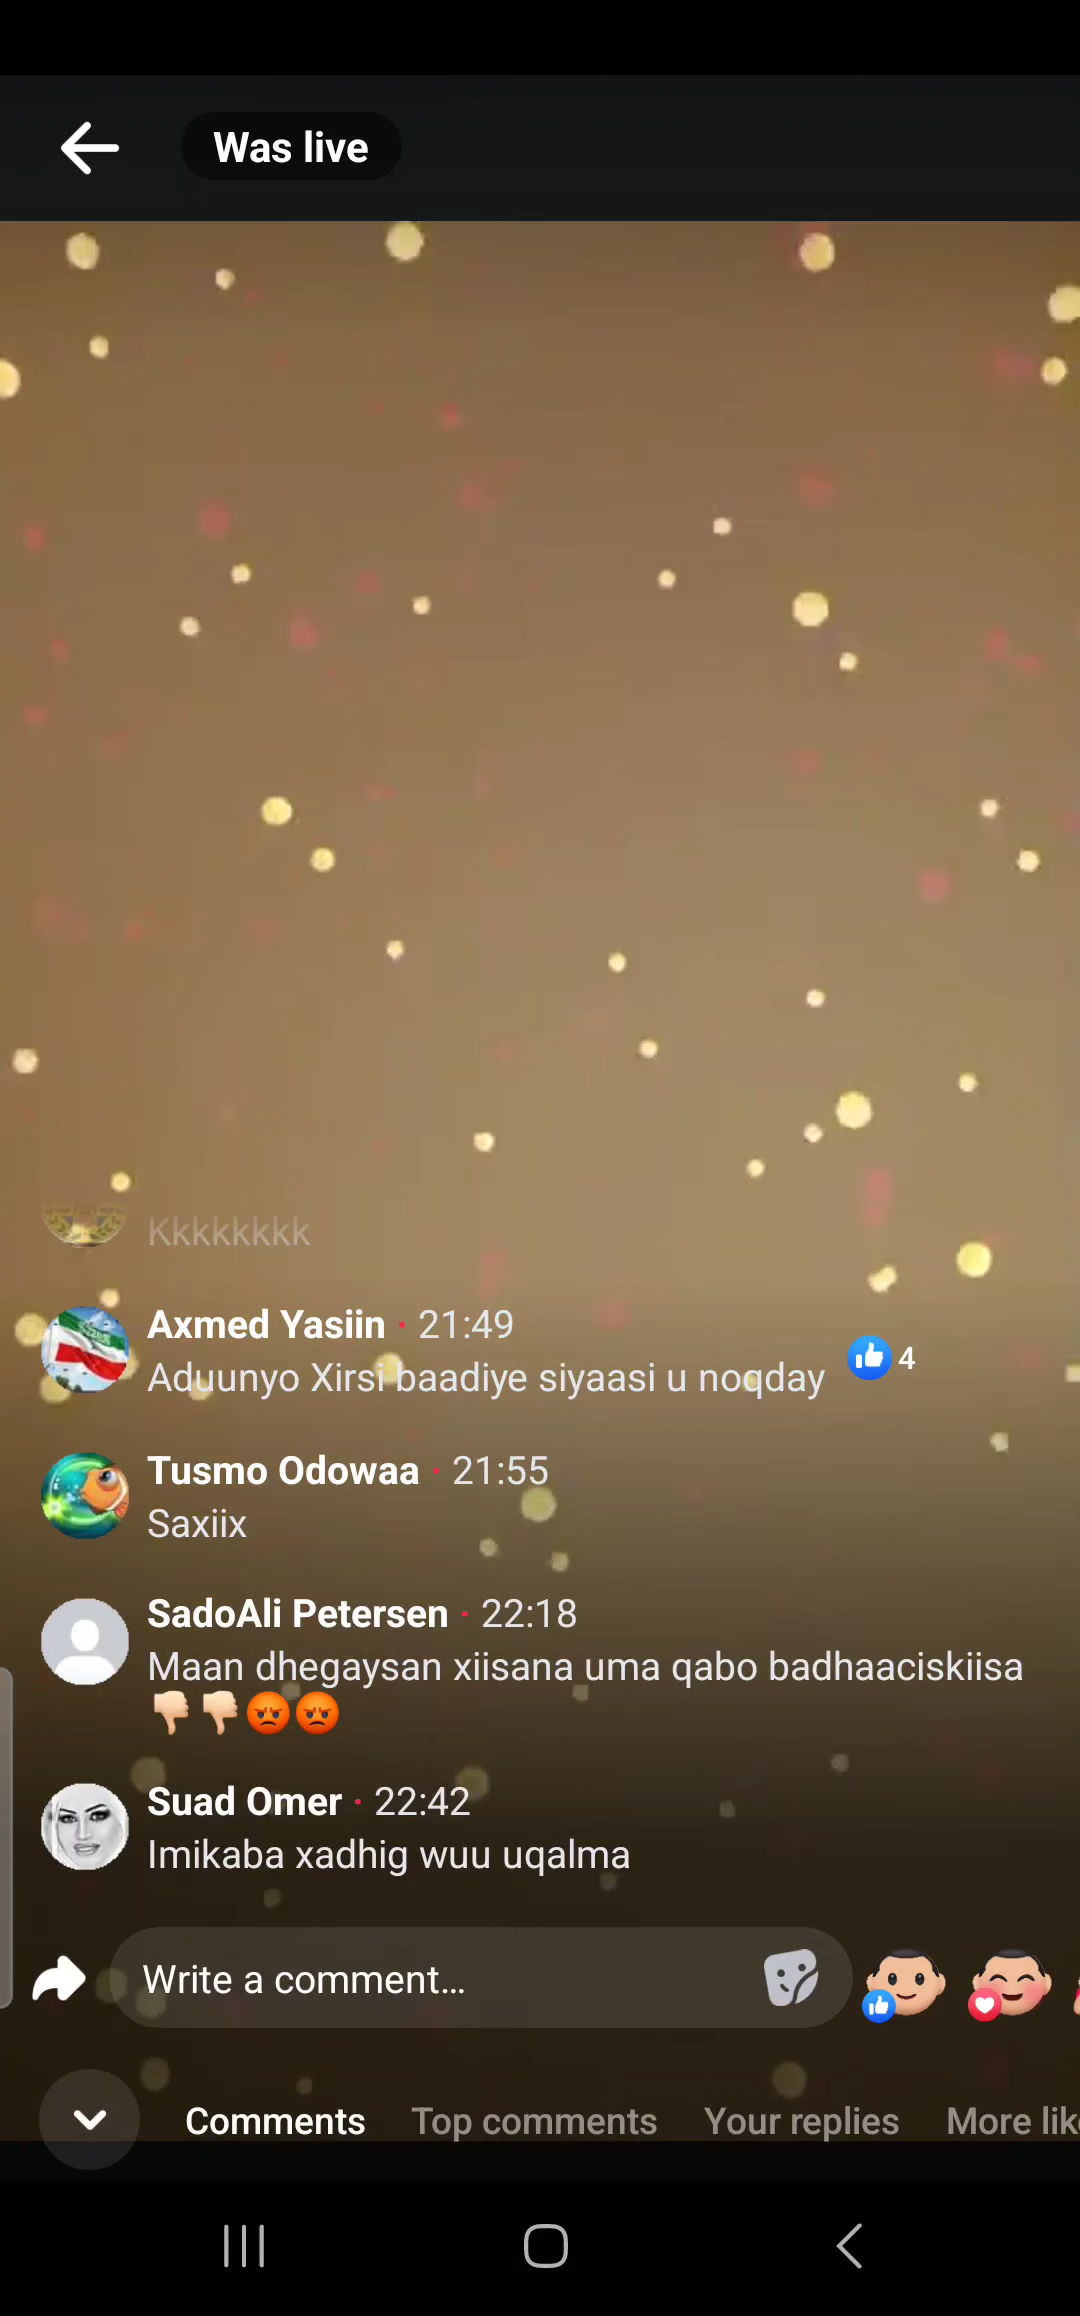 Was live
Kkkkkkkk
Axmed Yasiin · 21:49
Aduunyo Xirsi baadiye siyaasi u noqday
4
Tusmo Odowaa · 21:55
Saxiix
SadoAli Petersen · 22:18
Maan dhegaysan xiisana uma qabo badhaaciskiisa
👎🏻👎🏻😡😡
Suad Omer · 22:42
Imikaba xadhig wuu uqalma
Write a comment...
Comments Top comments Your replies More lik